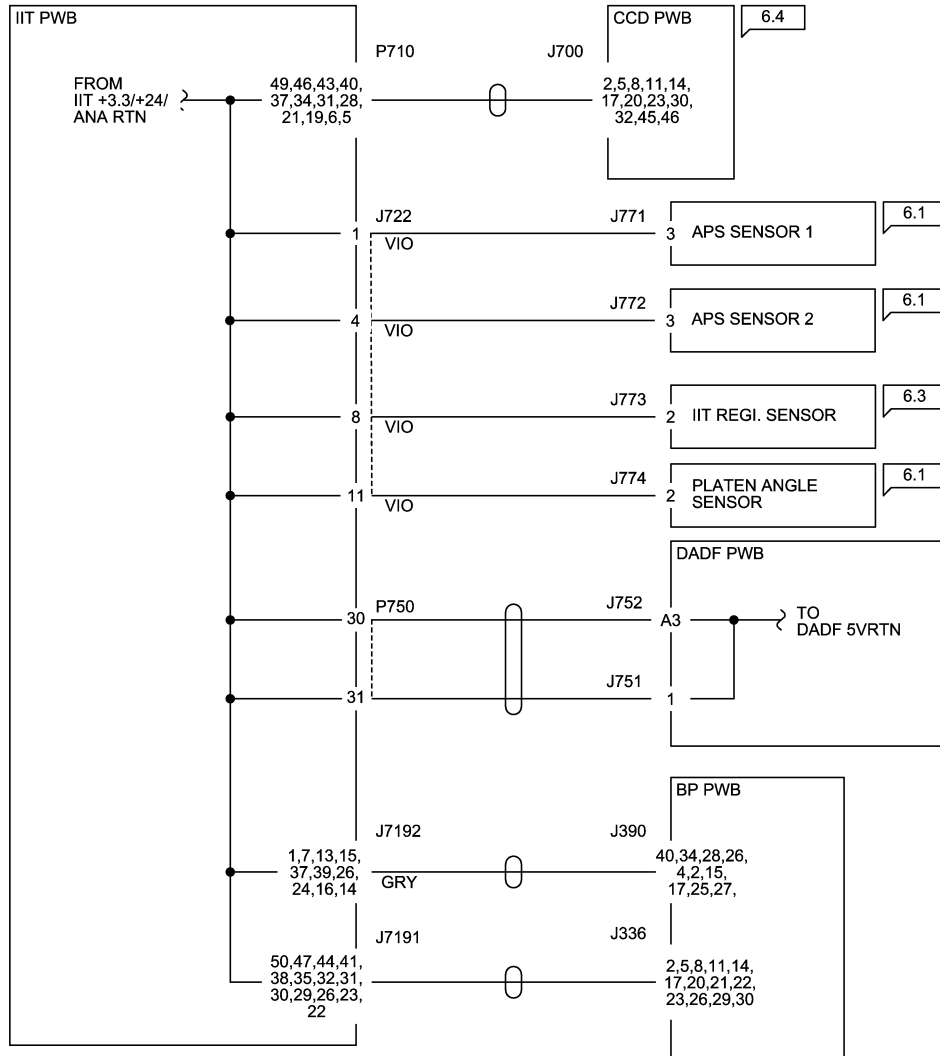 IIT PWB
CCD PWB
6.4
P710
J700
FROM
IIT +3.3/+24/
ANA RTN
49,46,43,40,
37,34,31,28,
21,19,6,5
2,5,8,11,14,
17,20,23,30,
32,45,46
J722
J771
6.1
1
VIO
3
APS SENSOR 1
J772
6.1
4
VIO
3
APS SENSOR 2
J773
6.3
8
VIO
2
IIT REGI. SENSOR
J774
6.1
11
VIO
2
PLATEN ANGLE
SENSOR
DADF PWB
P750
J752
30
A3
TO
DADF 5VRTN
J751
31
1
BP PWB
J7192
J390
1,7,13,15,
37,39,26,
24,16,14
GRY
40,34,28,26,
4,2,15,
17,25,27,
J7191
J336
50,47,44,41,
38,35,32,31,
30,29,26,23,
22
2,5,8,11,14,
17,20,21,22,
23,26,29,30